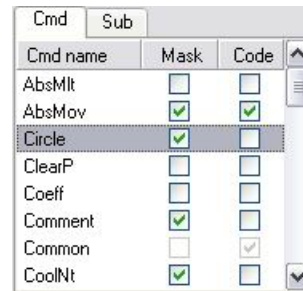 Cmd Sub
Cmd name Mask Code
AbsMlt
AbsMov
Circle
ClearP
Coeff
Comment
Common
CoolNt